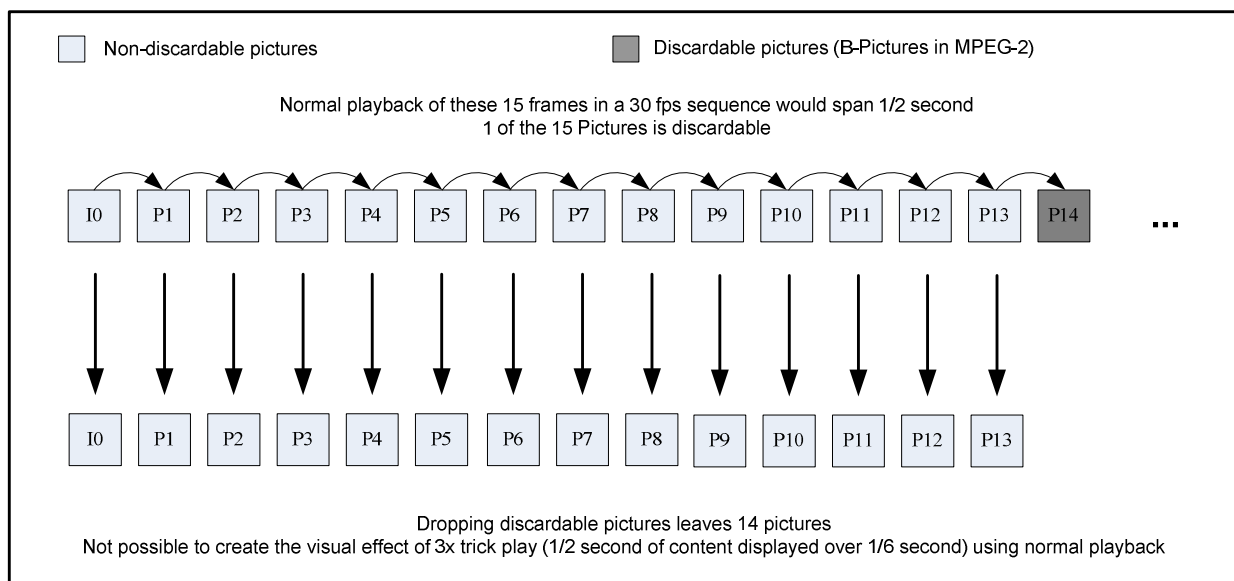 Non-discardable pictures
Discardable pictures (B-Pictures in MPEG-2)
Normal playback of these 15 frames in a 30 fps sequence would span 1/2 second
1 of the 15 Pictures is discardable
I0 P1 P2 P3 P4 P5 P6 P7 P8 P9 P10 P11 P12 P13 P14 ...
I0 P1 P2 P3 P4 P5 P6 P7 P8 P9 P10 P11 P12 P13
Dropping discardable pictures leaves 14 pictures
Not possible to create the visual effect of 3x trick play (1/2 second of content displayed over 1/6 second) using normal playback